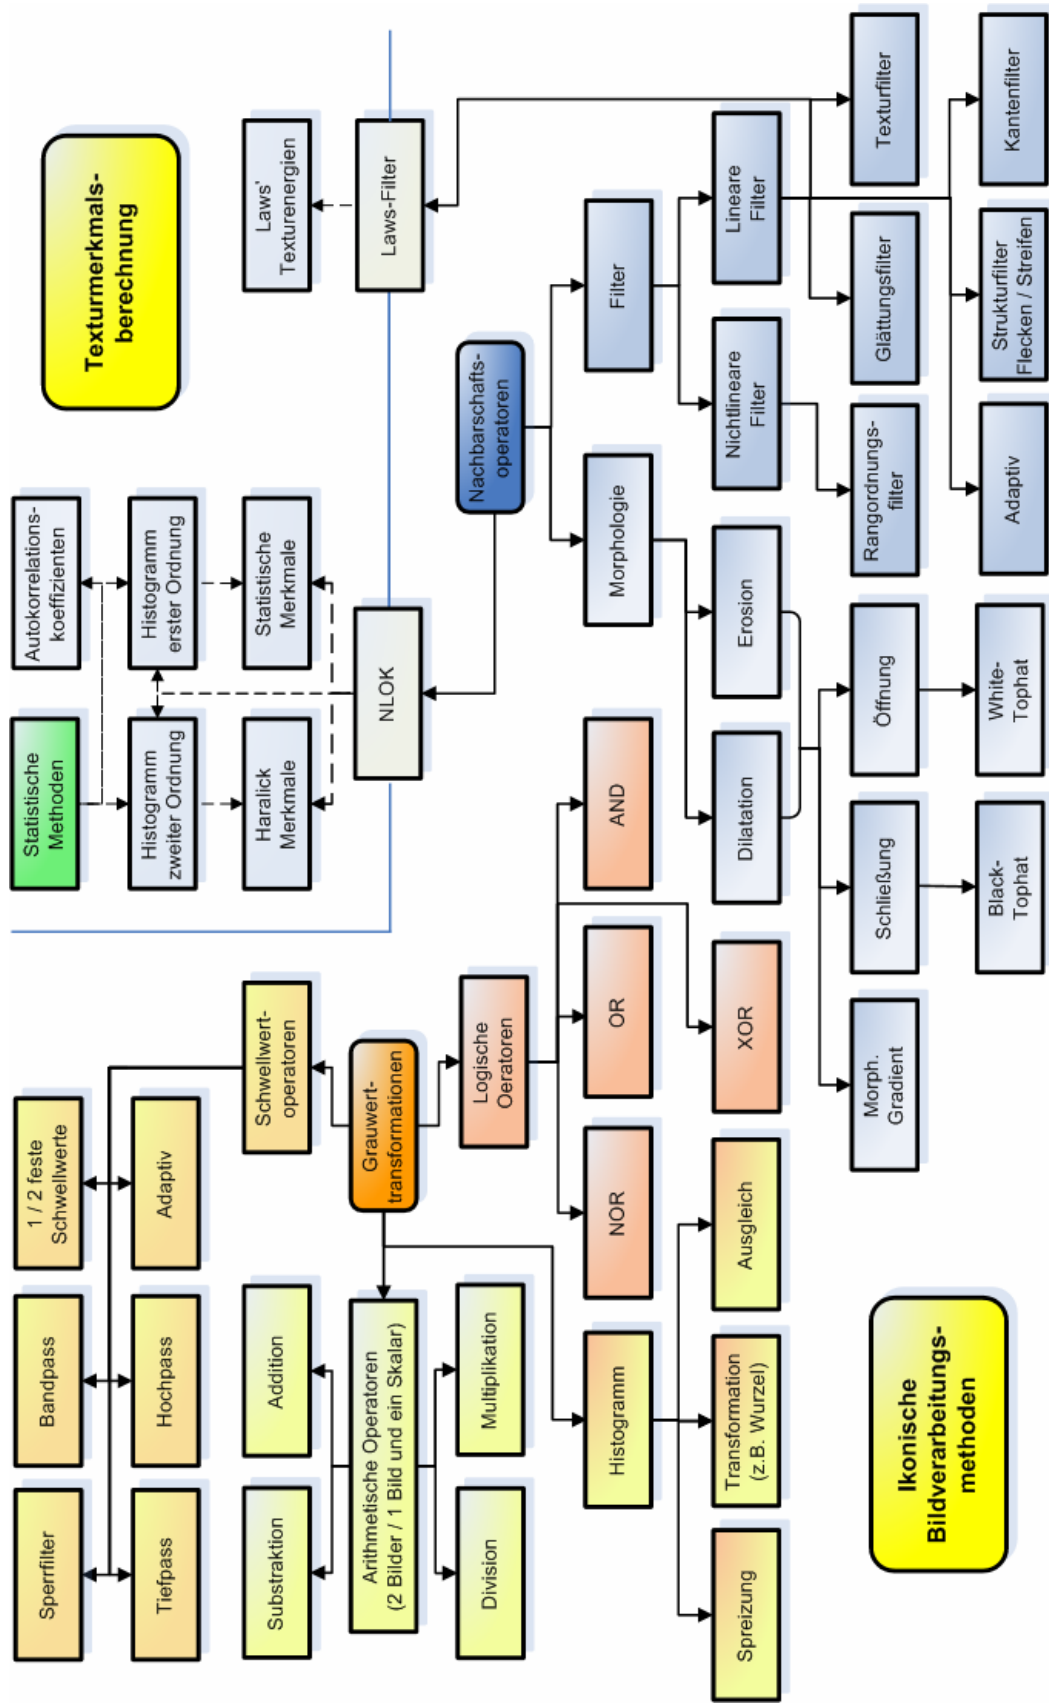 Sperrfilter
Bandpass
1 / 2 feste
Schwellwerte
Statistische
Methoden
Autokorrelations-
koeffizienten
Texturmerkmals-
berechnung
Tiefpass
Hochpass
Adaptiv
Histogramm
zweiter Ordnung
Histogramm
erster Ordnung
Substraktion
Addition
Schwellwert-
operatoren
Haralick
Merkmale
Statistische
Merkmale
Laws'
Texturenergien
Arithmetische Operatoren
(2 Bilder / 1 Bild und ein Skalar)
Grauwert-
transformationen
NLOK
Laws-Filter
Division
Multiplikation
Logische
Oeratoren
Nachbarschafts-
operatoren
Histogramm
NOR
OR
AND
Morphologie
Filter
Spreizung
Transformation
(z.B. Wurzel)
Ausgleich
XOR
Dilatation
Erosion
Nichtlineare
Filter
Lineare
Filter
Morph.
Gradient
Schließung
Öffnung
Rangordnungs-
filter
Glättungsfilter
Texturfilter
Ikonische
Bildverarbeitungs-
methoden
Black-
Tophat
White-
Tophat
Adaptiv
Strukturfilter
Flecken / Streifen
Kantenfilter